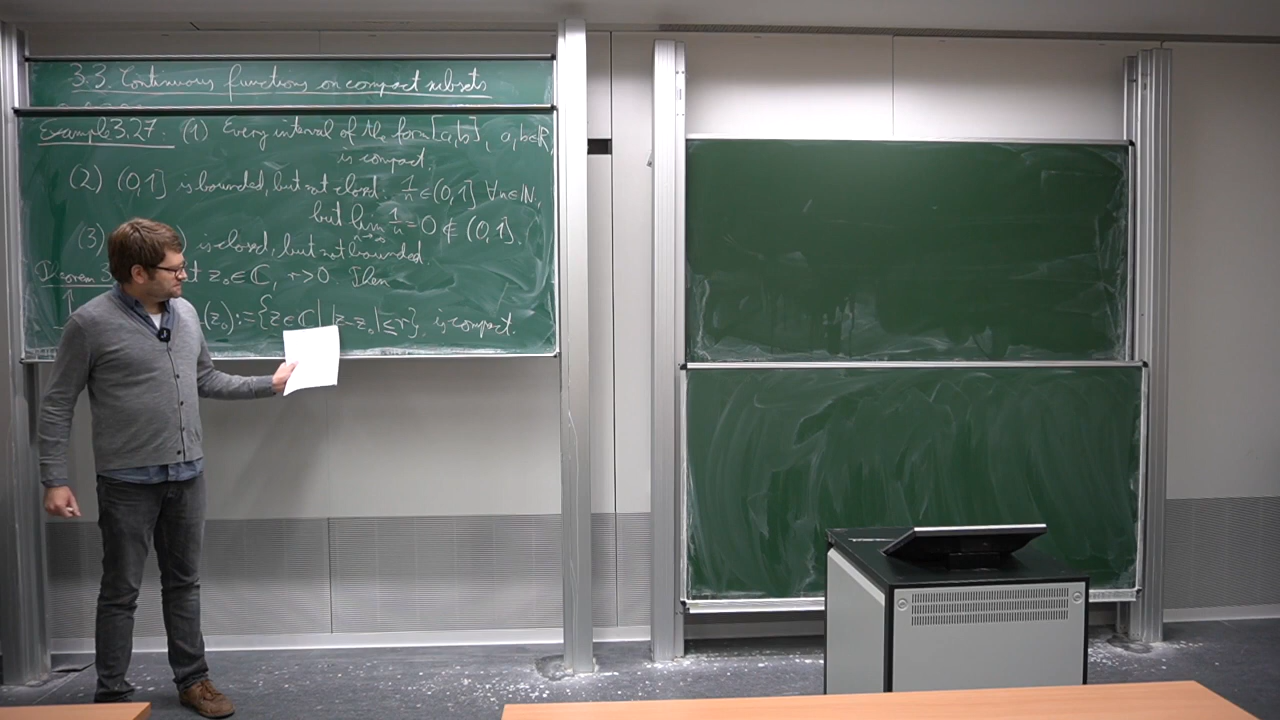 3.3. Continuous functions on compact subsets
Example 3.27: (1) Every interval of the form [a,b], a,b∈ℝ,
is compact.
(2) (0,1] is bounded, but not closed: 1/n ∈ (0,1] ∀n∈ℕ,
but lim 1/n = 0 ∉ (0,1].
(3) ) is closed, but not bounded.
Theorem 3 t z₀∈ℂ, r>0. Then
(z₀) := {z∈ℂ | |z-z₀| ≤ r} is compact.